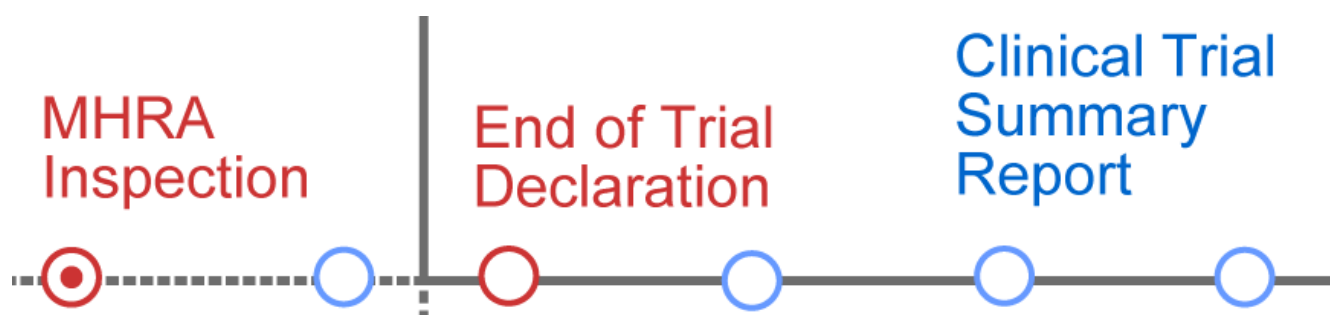 MHRA
Inspection
End of Trial
Declaration
Clinical Trial
Summary
Report